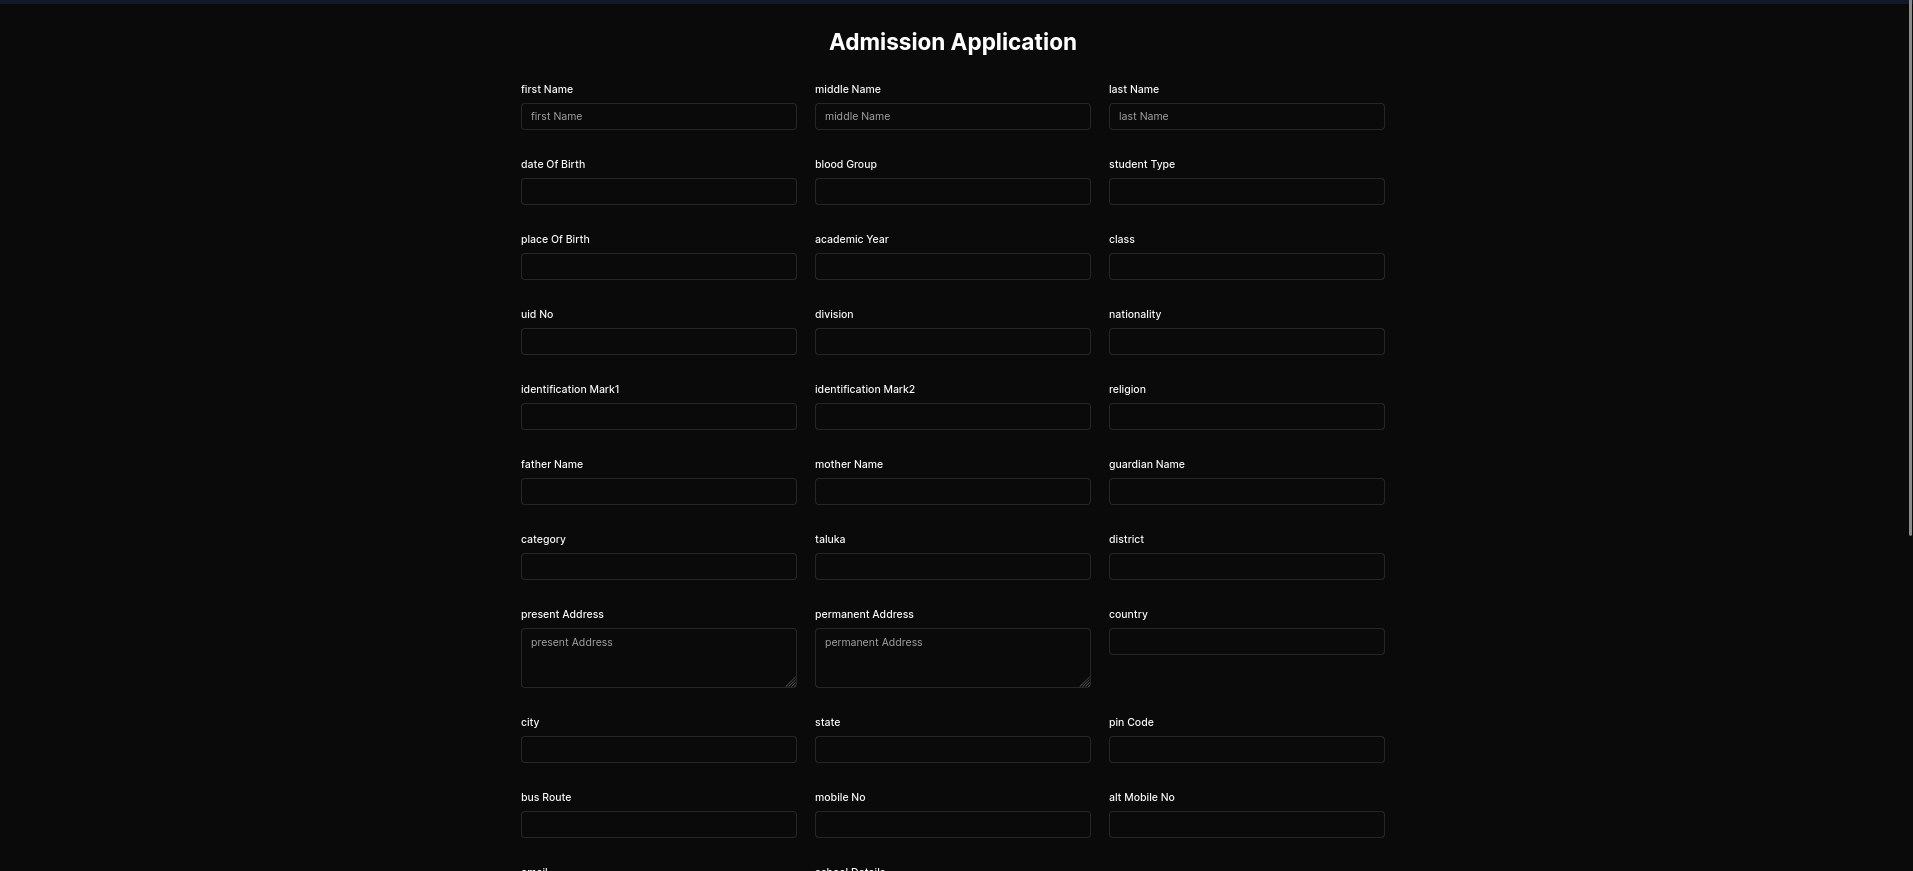 Admission Application
first Name middle Name last Name
first Name middle Name last Name
date Of Birth blood Group student Type
place Of Birth academic Year class
uid No division nationality
identification Mark1 identification Mark2 religion
father Name mother Name guardian Name
category taluka district
present Address permanent Address country
present Address permanent Address
city state pin Code
bus Route mobile No alt Mobile No
email school Details